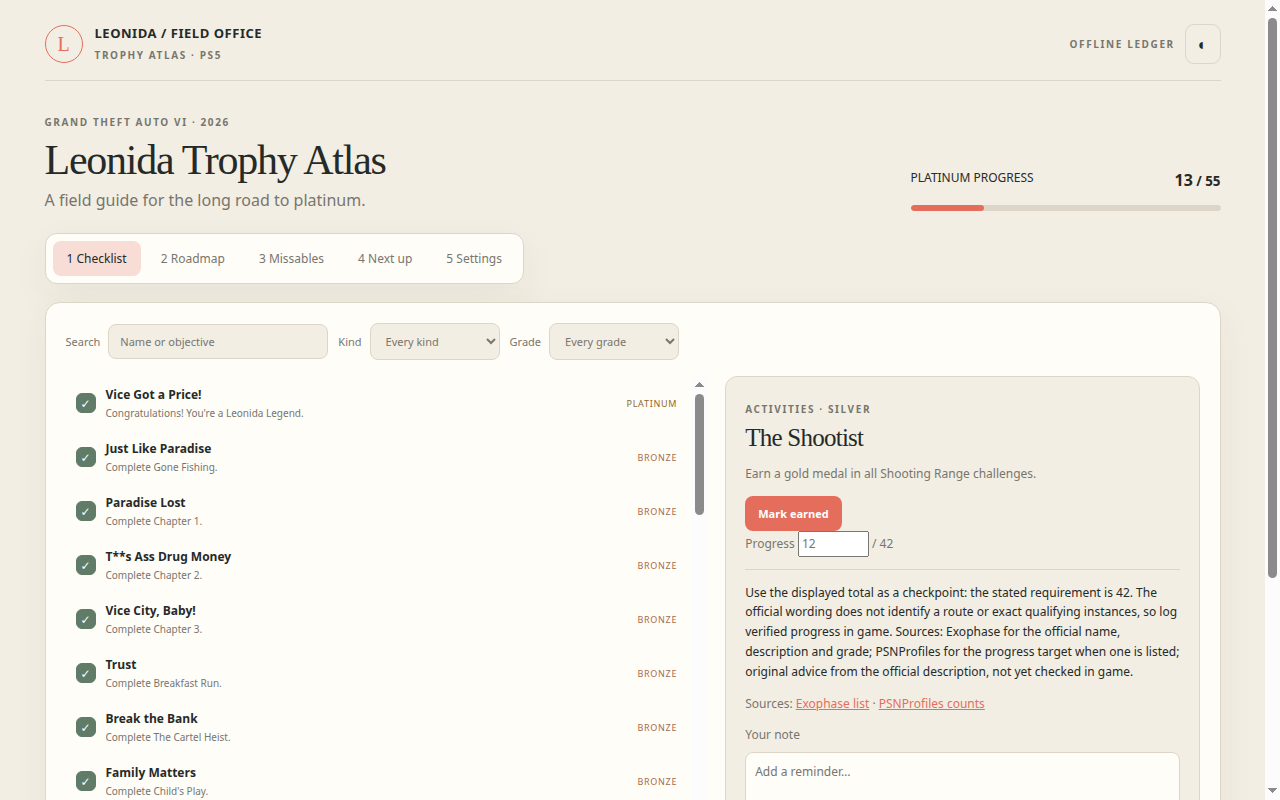 L
LEONIDA / FIELD OFFICE
TROPHY ATLAS · PS5
OFFLINE LEDGER
GRAND THEFT AUTO VI · 2026
Leonida Trophy Atlas
A field guide for the long road to platinum.
PLATINUM PROGRESS
13 / 55
1 Checklist
2 Roadmap
3 Missables
4 Next up
5 Settings
Search
Name or objective
Kind
Every kind
Grade
Every grade
Vice Got a Price!
Congratulations! You're a Leonida Legend.
PLATINUM
Just Like Paradise
Complete Gone Fishing.
BRONZE
Paradise Lost
Complete Chapter 1.
BRONZE
T**s Ass Drug Money
Complete Chapter 2.
BRONZE
Vice City, Baby!
Complete Chapter 3.
BRONZE
Trust
Complete Breakfast Run.
BRONZE
Break the Bank
Complete The Cartel Heist.
BRONZE
Family Matters
Complete Child's Play.
BRONZE
ACTIVITIES · SILVER
The Shootist
Earn a gold medal in all Shooting Range challenges.
Mark earned
Progress 12 / 42
Use the displayed total as a checkpoint: the stated requirement is 42. The
official wording does not identify a route or exact qualifying instances, so log
verified progress in game. Sources: Exophase for the official name,
description and grade; PSNProfiles for the progress target when one is listed;
original advice from the official description, not yet checked in game.
Sources: Exophase list · PSNProfiles counts
Your note
Add a reminder...